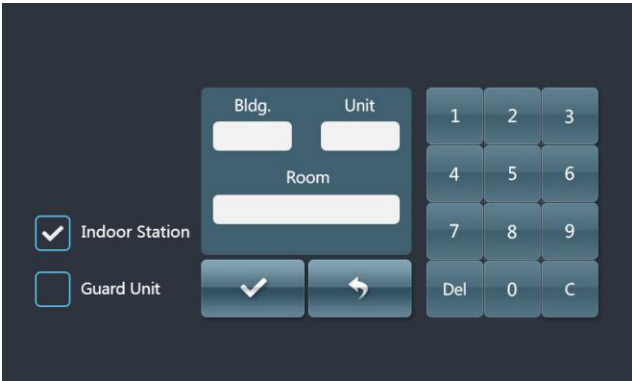 Bldg. Unit
Room
Indoor Station
Guard Unit
1 2 3
4 5 6
7 8 9
Del 0 C